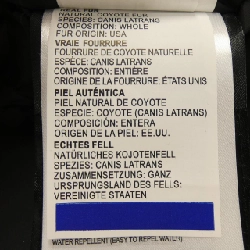 REAL FUR
NATURAL COYOTE FUR
SPECIES: CANIS LATRANS
COMPOSITION: WHOLE
FUR ORIGIN: USA
VRAIE FOURRURE
FOURRURE DE COYOTE NATURELLE
ESPÈCE: CANIS LATRANS
COMPOSITION: ENTIÈRE
ORIGINE DE LA FOURRURE: ÉTATS UNIS
PIEL AUTÉNTICA
PIEL NATURAL DE COYOTE
ESPECIE: COYOTE (CANIS LATRANS)
COMPOSICIÓN: ENTERA
ORIGEN DE LA PIEL: EE.UU.
ECHTES FELL
NATÜRLICHES KOJOTENFELL
SPEZIES: CANIS LATRANS
ZUSAMMENSETZUNG: GANZ
URSPRUNGSLAND DES FELLS:
VEREINIGTE STAATEN
WATER REPELLENT (EASY TO REPEL WATER)